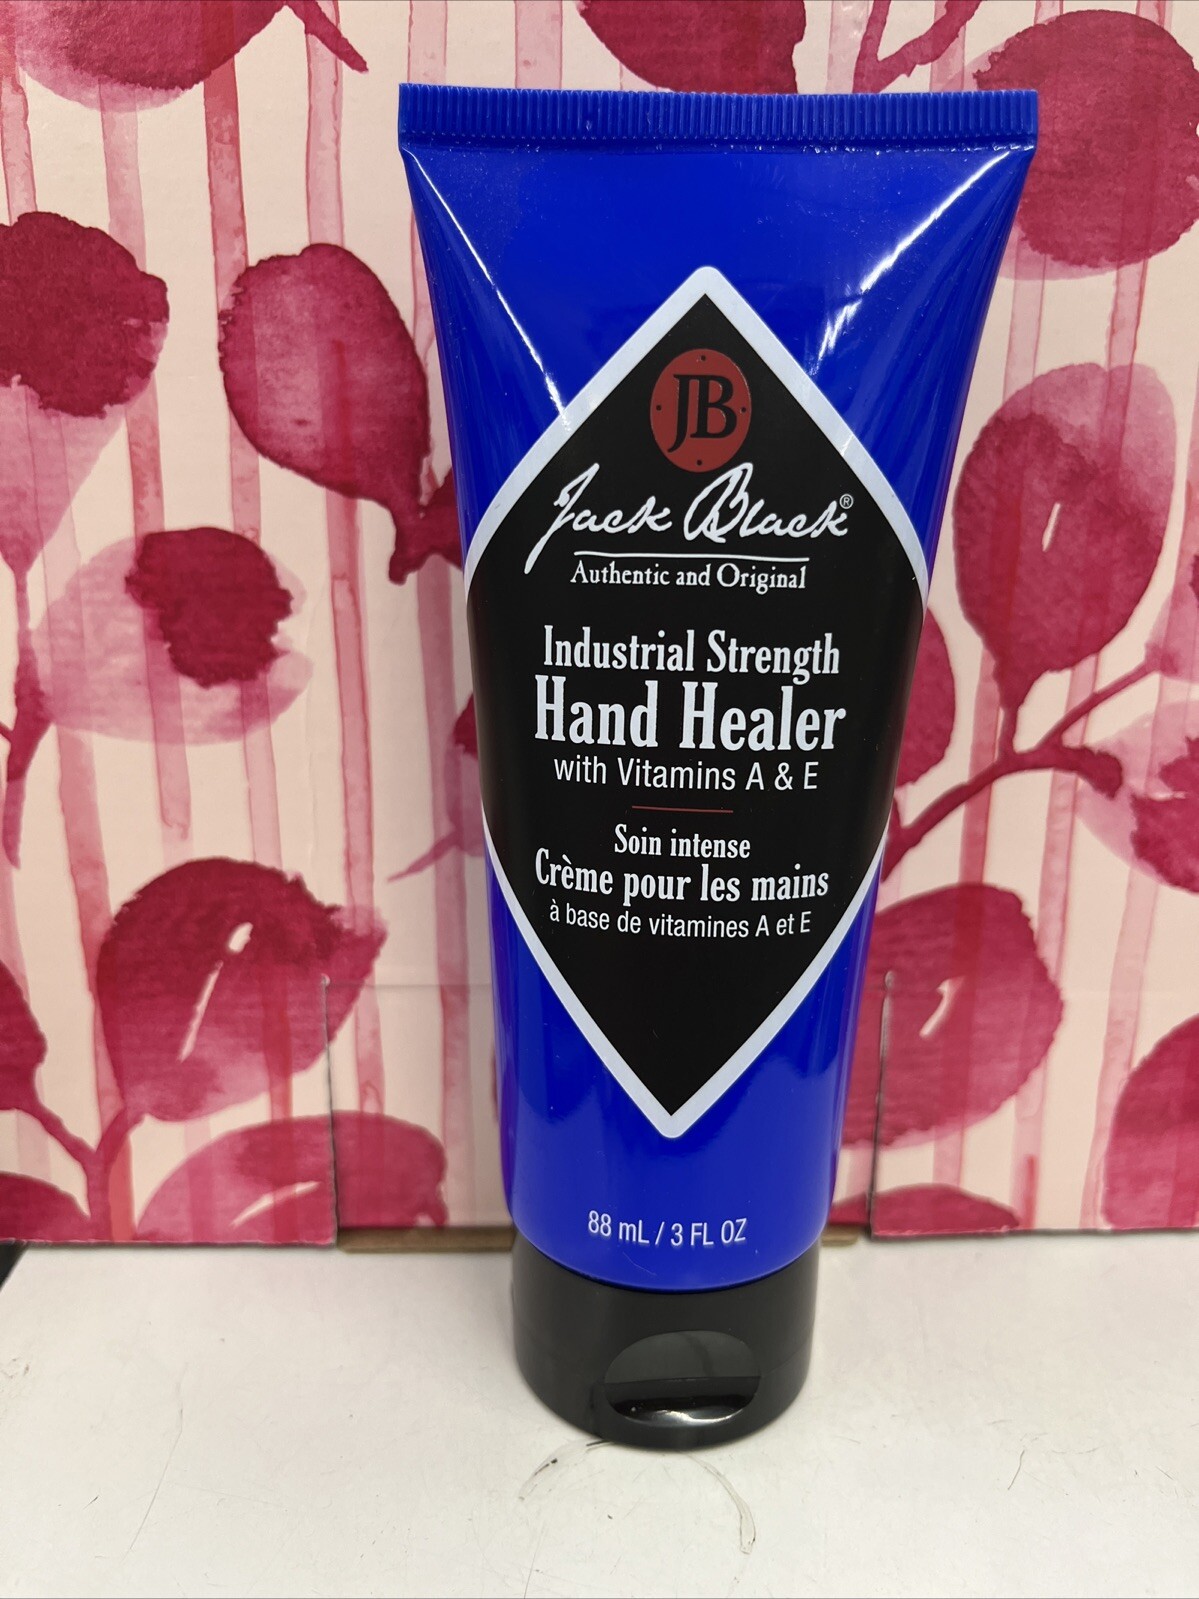 JB
Jack Black®
Authentic and Original
Industrial Strength
Hand Healer
with Vitamins A & E
Soin intense
Crème pour les mains
à base de vitamines A et E
88 mL / 3 FL OZ